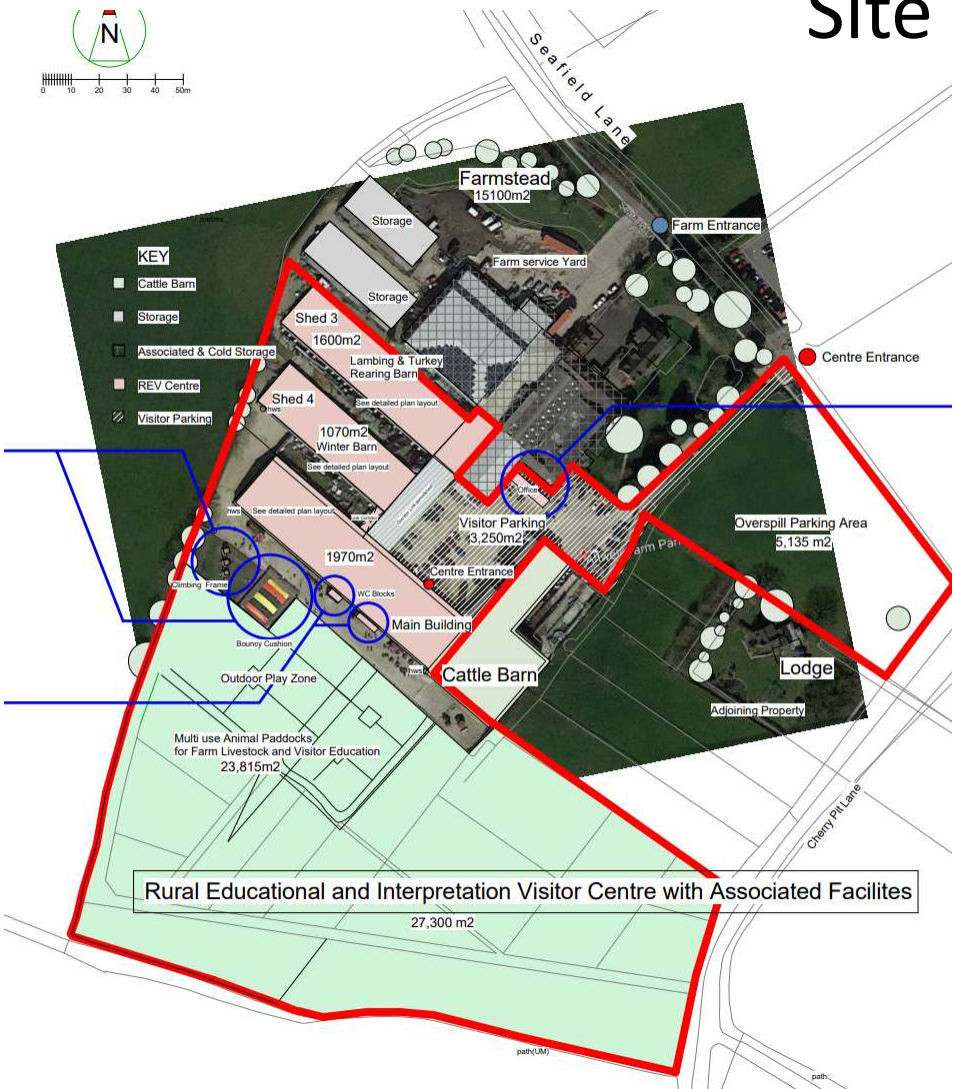 Site
N
0 10 20 30 40 50m
Seafield Lane
Farmstead
15100m2
Storage
Farm Entrance
KEY
Cattle Barn
Storage
Associated & Cold Storage
REV Centre
Visitor Parking
Farm service Yard
Storage
Shed 3
1600m2
Lambing & Turkey
Rearing Barn
See detailed plan layout
Centre Entrance
Shed 4
hws
1070m2
Winter Barn
See detailed plan layout
hws
See detailed plan layout
Office
Visitor Parking
3,250m2
Overspill Parking Area
5,135 m2
1970m2
Centre Entrance
Climbing Frame
WC Blocks
Main Building
Bouncy Cushion
hws
Cattle Barn
Outdoor Play Zone
Lodge
Adjoining Property
Multi use Animal Paddocks
for Farm Livestock and Visitor Education
23,815m2
Cherry Pit Lane
Rural Educational and Interpretation Visitor Centre with Associated Facilites
27,300 m2
path(UM)
path